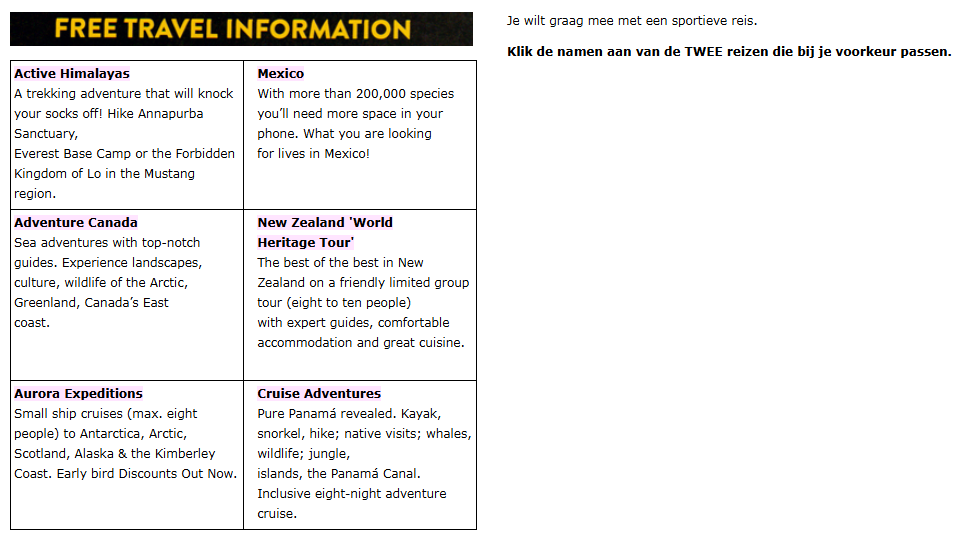 FREE TRAVEL INFORMATION
Active Himalayas
A trekking adventure that will knock
your socks off! Hike Annapurba
Sanctuary,
Everest Base Camp or the Forbidden
Kingdom of Lo in the Mustang
region.
Mexico
With more than 200,000 species
you’ll need more space in your
phone. What you are looking
for lives in Mexico!
Adventure Canada
Sea adventures with top-notch
guides. Experience landscapes,
culture, wildlife of the Arctic,
Greenland, Canada’s East
coast.
New Zealand 'World
Heritage Tour'
The best of the best in New
Zealand on a friendly limited group
tour (eight to ten people)
with expert guides, comfortable
accommodation and great cuisine.
Aurora Expeditions
Small ship cruises (max. eight
people) to Antarctica, Arctic,
Scotland, Alaska & the Kimberley
Coast. Early bird Discounts Out Now.
Cruise Adventures
Pure Panamá revealed. Kayak,
snorkel, hike; native visits; whales,
wildlife; jungle,
islands, the Panamá Canal.
Inclusive eight-night adventure
cruise.
Je wilt graag mee met een sportieve reis.
Klik de namen aan van de TWEE reizen die bij je voorkeur passen.